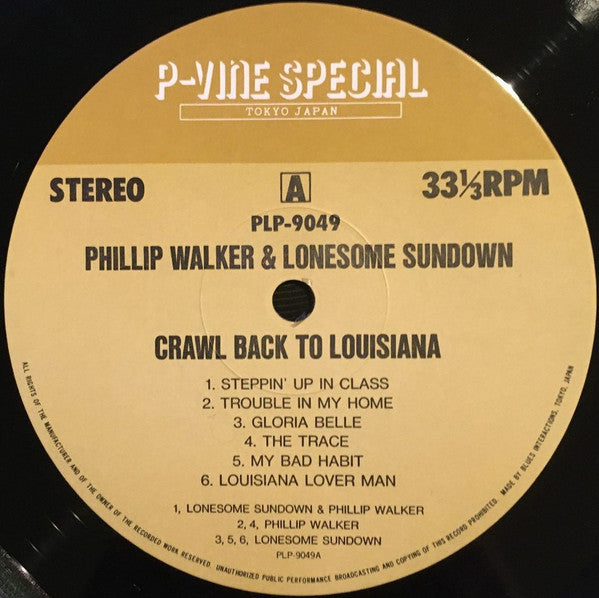 P-VINE SPECIAL
TOKYO JAPAN
STEREO A 33⅓RPM
PLP-9049
PHILLIP WALKER & LONESOME SUNDOWN
CRAWL BACK TO LOUISIANA
1. STEPPIN' UP IN CLASS
2. TROUBLE IN MY HOME
3. GLORIA BELLE
4. THE TRACE
5. MY BAD HABIT
6. LOUISIANA LOVER MAN
1, LONESOME SUNDOWN & PHILLIP WALKER
2, 4, PHILLIP WALKER
3, 5, 6, LONESOME SUNDOWN
PLP-9049A
ALL RIGHTS OF THE MANUFACTURER AND OF THE OWNER OF THE RECORDED WORK RESERVED. UNAUTHORIZED PUBLIC PERFORMANCE BROADCASTING AND COPYING OF THIS RECORD PROHIBITED. MADE BY BLUES INTERACTIONS, TOKYO, JAPAN